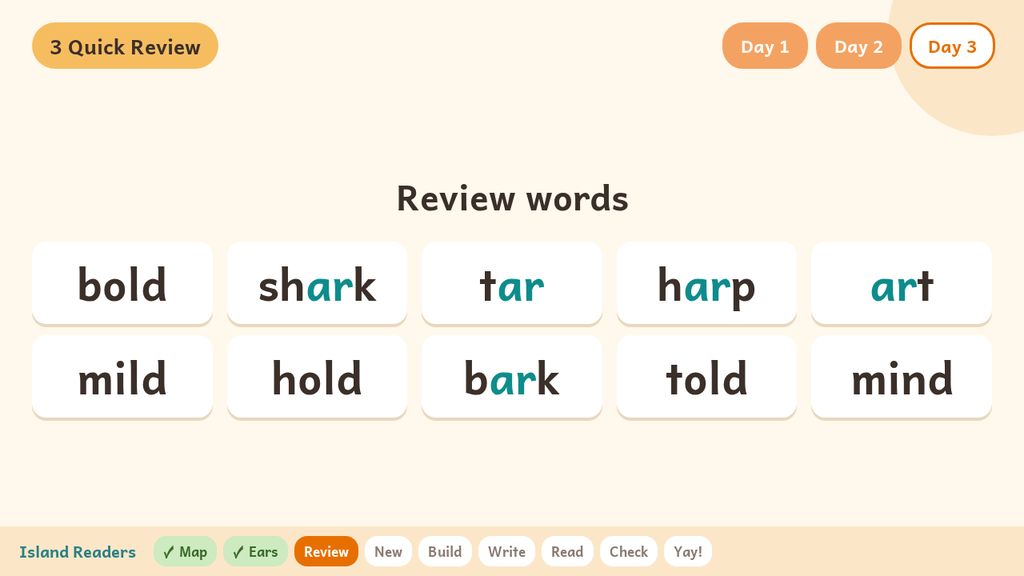 3 Quick Review
Day 1 Day 2 Day 3
Review words
bold shark tar harp art
mild hold bark told mind
Island Readers ✓ Map ✓ Ears Review New Build Write Read Check Yay!